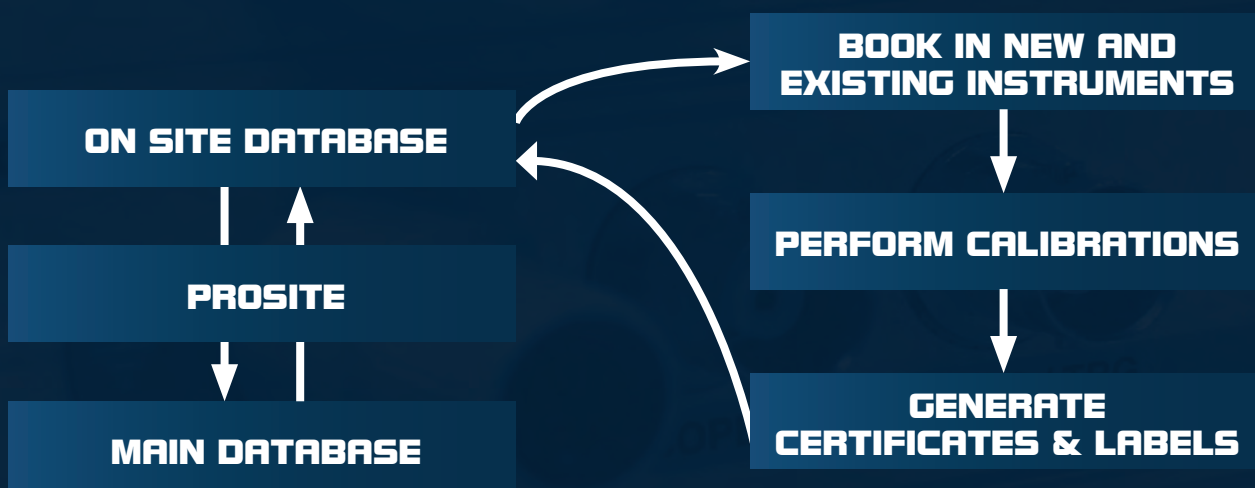 ON SITE DATABASE
PROSITE
MAIN DATABASE
BOOK IN NEW AND
EXISTING INSTRUMENTS
PERFORM CALIBRATIONS
GENERATE
CERTIFICATES & LABELS